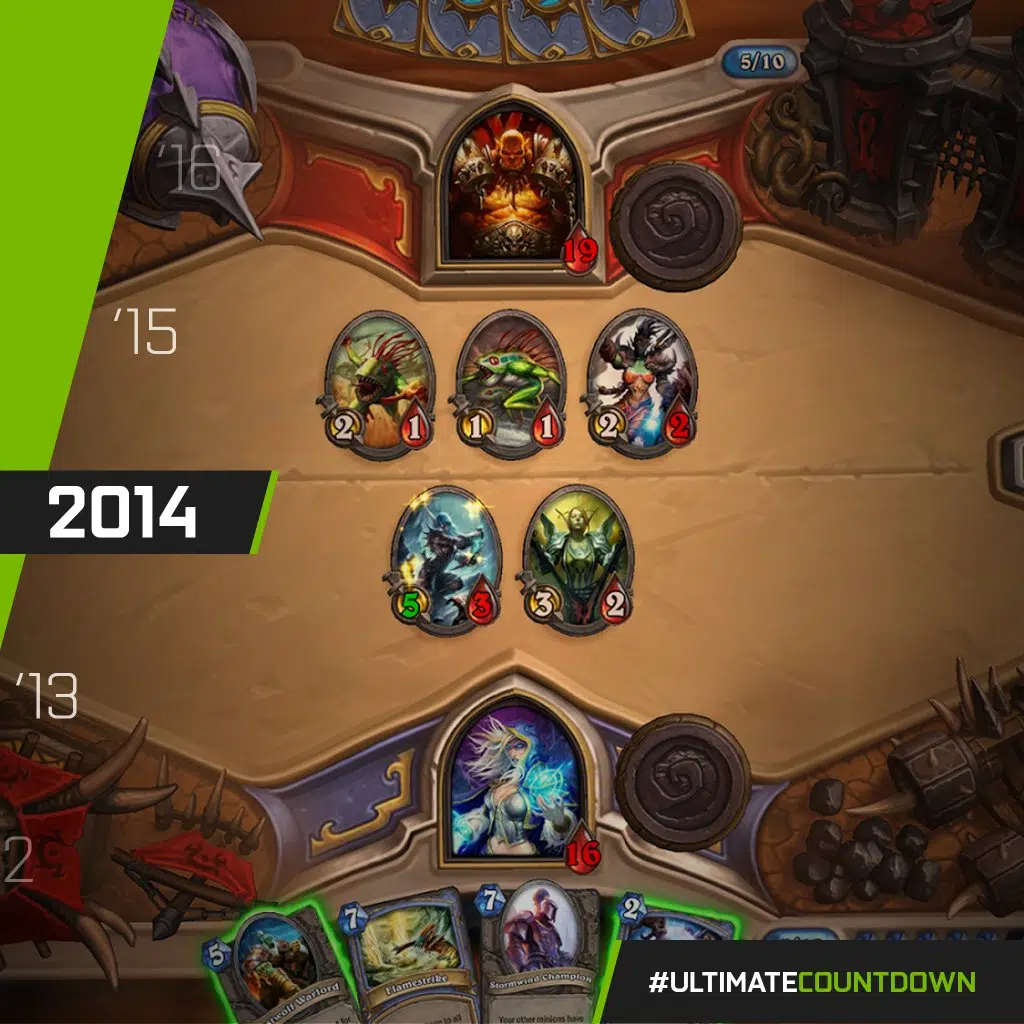 5/10
'16
19
'15
2 1 1 1 2 2
2014
5 3 3 2
'13
16
2
5
7
Flamestrike
7
Stormwind Champion
Your other minions have
2
#ULTIMATECOUNTDOWN